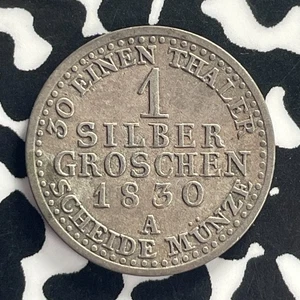 30 EINEN THALER
1
SILBER
GROSCHEN
1830
A
SCHEIDE MÜNZE